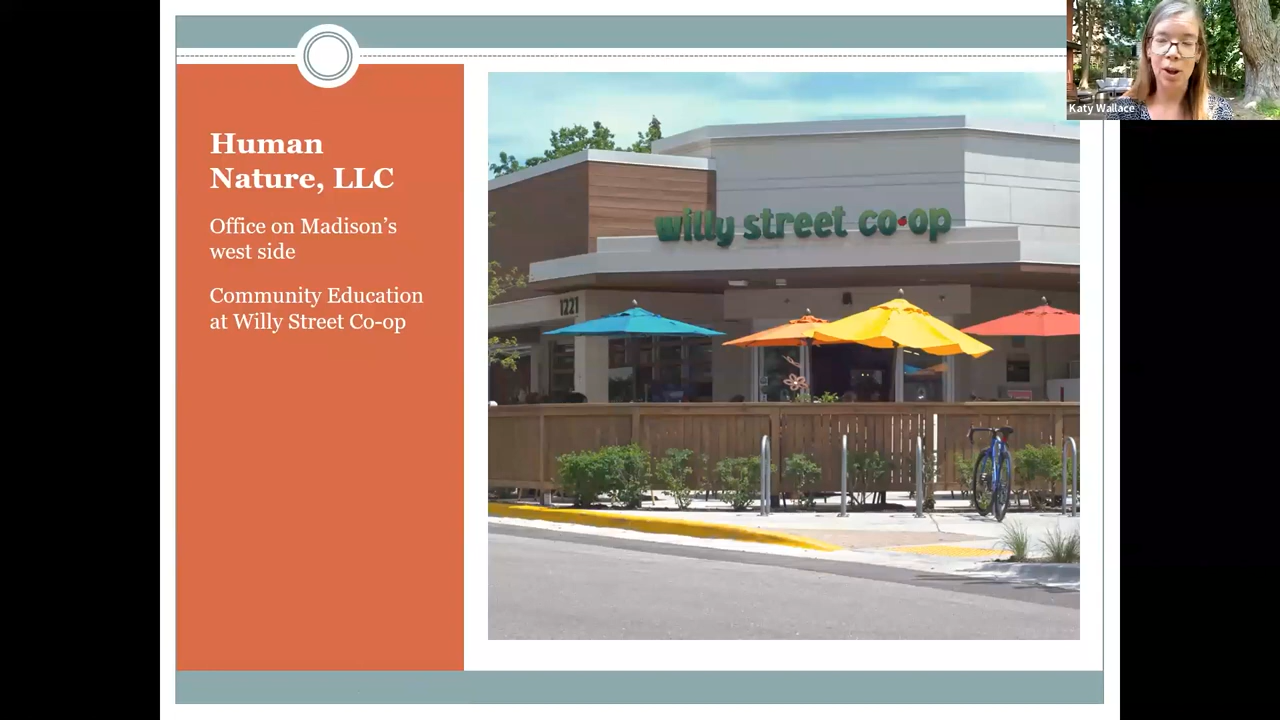 Human
Nature, LLC
Office on Madison’s
west side
Community Education
at Willy Street Co-op
willy street co-op
1221
Katy Wallace